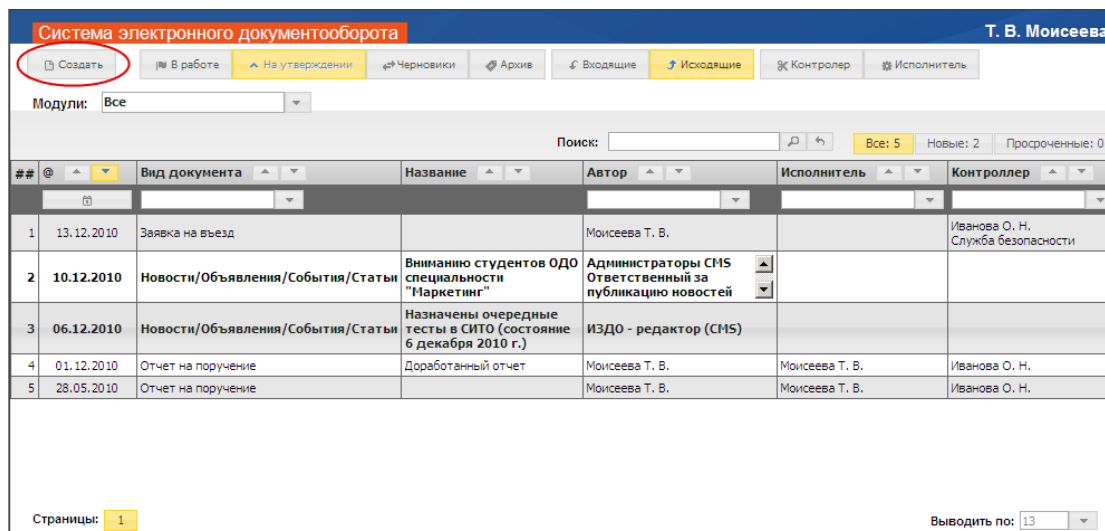 Система электронного документооборота Т. В. Моисеева
Создать В работе На утверждении Черновики Архив Входящие Исходящие Контролер Исполнитель
Модули: Все
Поиск: Все: 5 Новые: 2 Просроченные: 0
## @ Вид документа Название Автор Исполнитель Контроллер
1 13.12.2010 Заявка на въезд Моисеева Т. В. Иванова О. Н.
Служба безопасности
2 10.12.2010 Новости/Объявления/События/Статьи Вниманию студентов ОДО Администраторы CMS
специальности Ответственный за
"Маркетинг" публикацию новостей
3 06.12.2010 Новости/Объявления/События/Статьи Назначены очередные ИЗДО - редактор (CMS)
тесты в СИТО (состояние
6 декабря 2010 г.)
4 01.12.2010 Отчет на поручение Доработанный отчет Моисеева Т. В. Моисеева Т. В. Иванова О. Н.
5 28.05.2010 Отчет на поручение Моисеева Т. В. Моисеева Т. В. Иванова О. Н.
Страницы: 1 Выводить по: 13